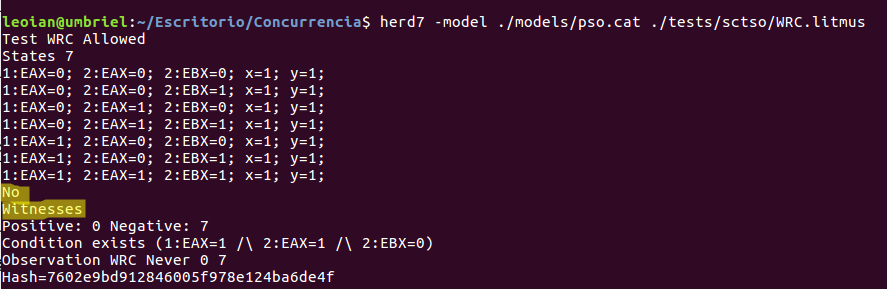 leoian@umbriel:~/Escritorio/Concurrencia$ herd7 -model ./models/pso.cat ./tests/sctso/WRC.litmus
Test WRC Allowed
States 7
1:EAX=0; 2:EAX=0; 2:EBX=0; x=1; y=1;
1:EAX=0; 2:EAX=0; 2:EBX=1; x=1; y=1;
1:EAX=0; 2:EAX=1; 2:EBX=0; x=1; y=1;
1:EAX=0; 2:EAX=1; 2:EBX=1; x=1; y=1;
1:EAX=1; 2:EAX=0; 2:EBX=0; x=1; y=1;
1:EAX=1; 2:EAX=0; 2:EBX=1; x=1; y=1;
1:EAX=1; 2:EAX=1; 2:EBX=1; x=1; y=1;
No
Witnesses
Positive: 0 Negative: 7
Condition exists (1:EAX=1 /\ 2:EAX=1 /\ 2:EBX=0)
Observation WRC Never 0 7
Hash=7602e9bd912846005f978e124ba6de4f